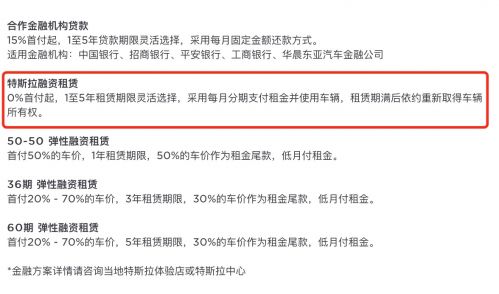 合作金融机构贷款
15%首付起，1至5年贷款期限灵活选择，采用每月固定金额还款方式。
适用金融机构：中国银行、招商银行、平安银行、工商银行、华晨东亚汽车金融公司
特斯拉融资租赁
0%首付起，1至5年租赁期限灵活选择，采用每月分期支付租金并使用车辆，租赁期满后依约重新取得车辆
所有权。
50-50 弹性融资租赁
首付50%的车价，1年租赁期限，50%的车价作为租金尾款，低月付租金。
36期 弹性融资租赁
首付20% - 70%的车价，3年租赁期限，30%的车价作为租金尾款，低月付租金。
60期 弹性融资租赁
首付20% - 70%的车价，5年租赁期限，30%的车价作为租金尾款，低月付租金。
*金融方案详情请咨询当地特斯拉体验店或特斯拉中心